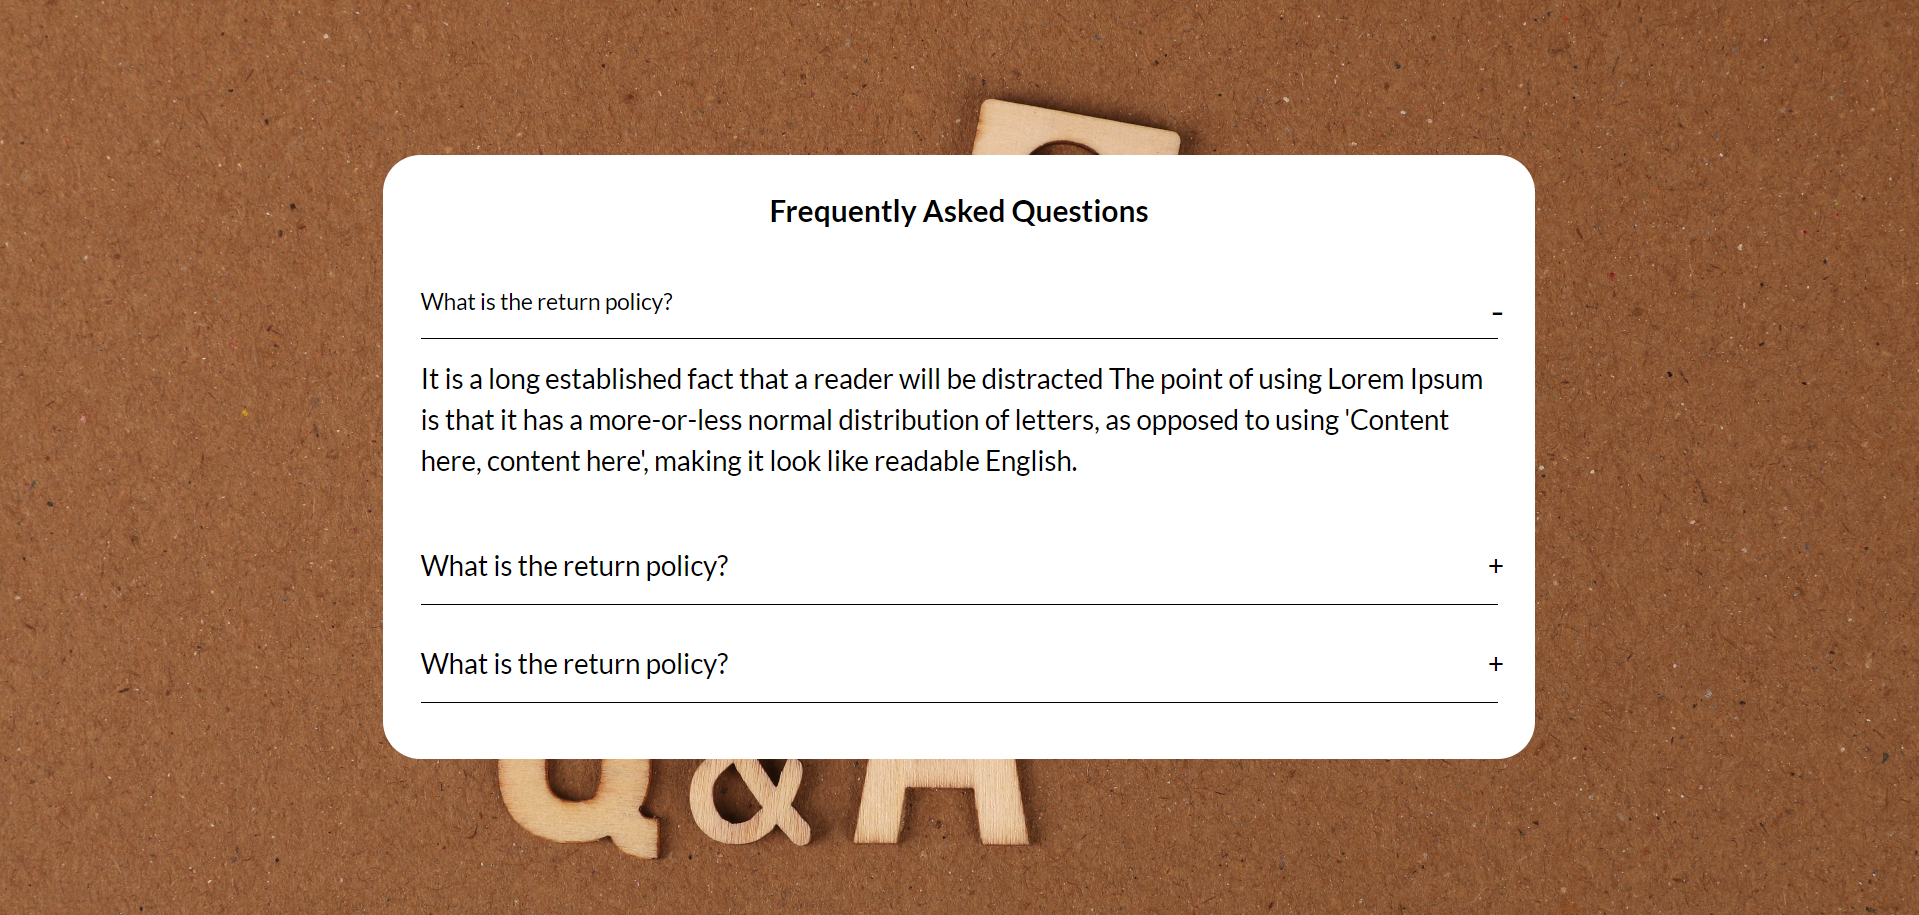 Frequently Asked Questions
What is the return policy?
-
It is a long established fact that a reader will be distracted The point of using Lorem Ipsum
is that it has a more-or-less normal distribution of letters, as opposed to using 'Content
here, content here', making it look like readable English.
What is the return policy?
+
What is the return policy?
+
Q & A